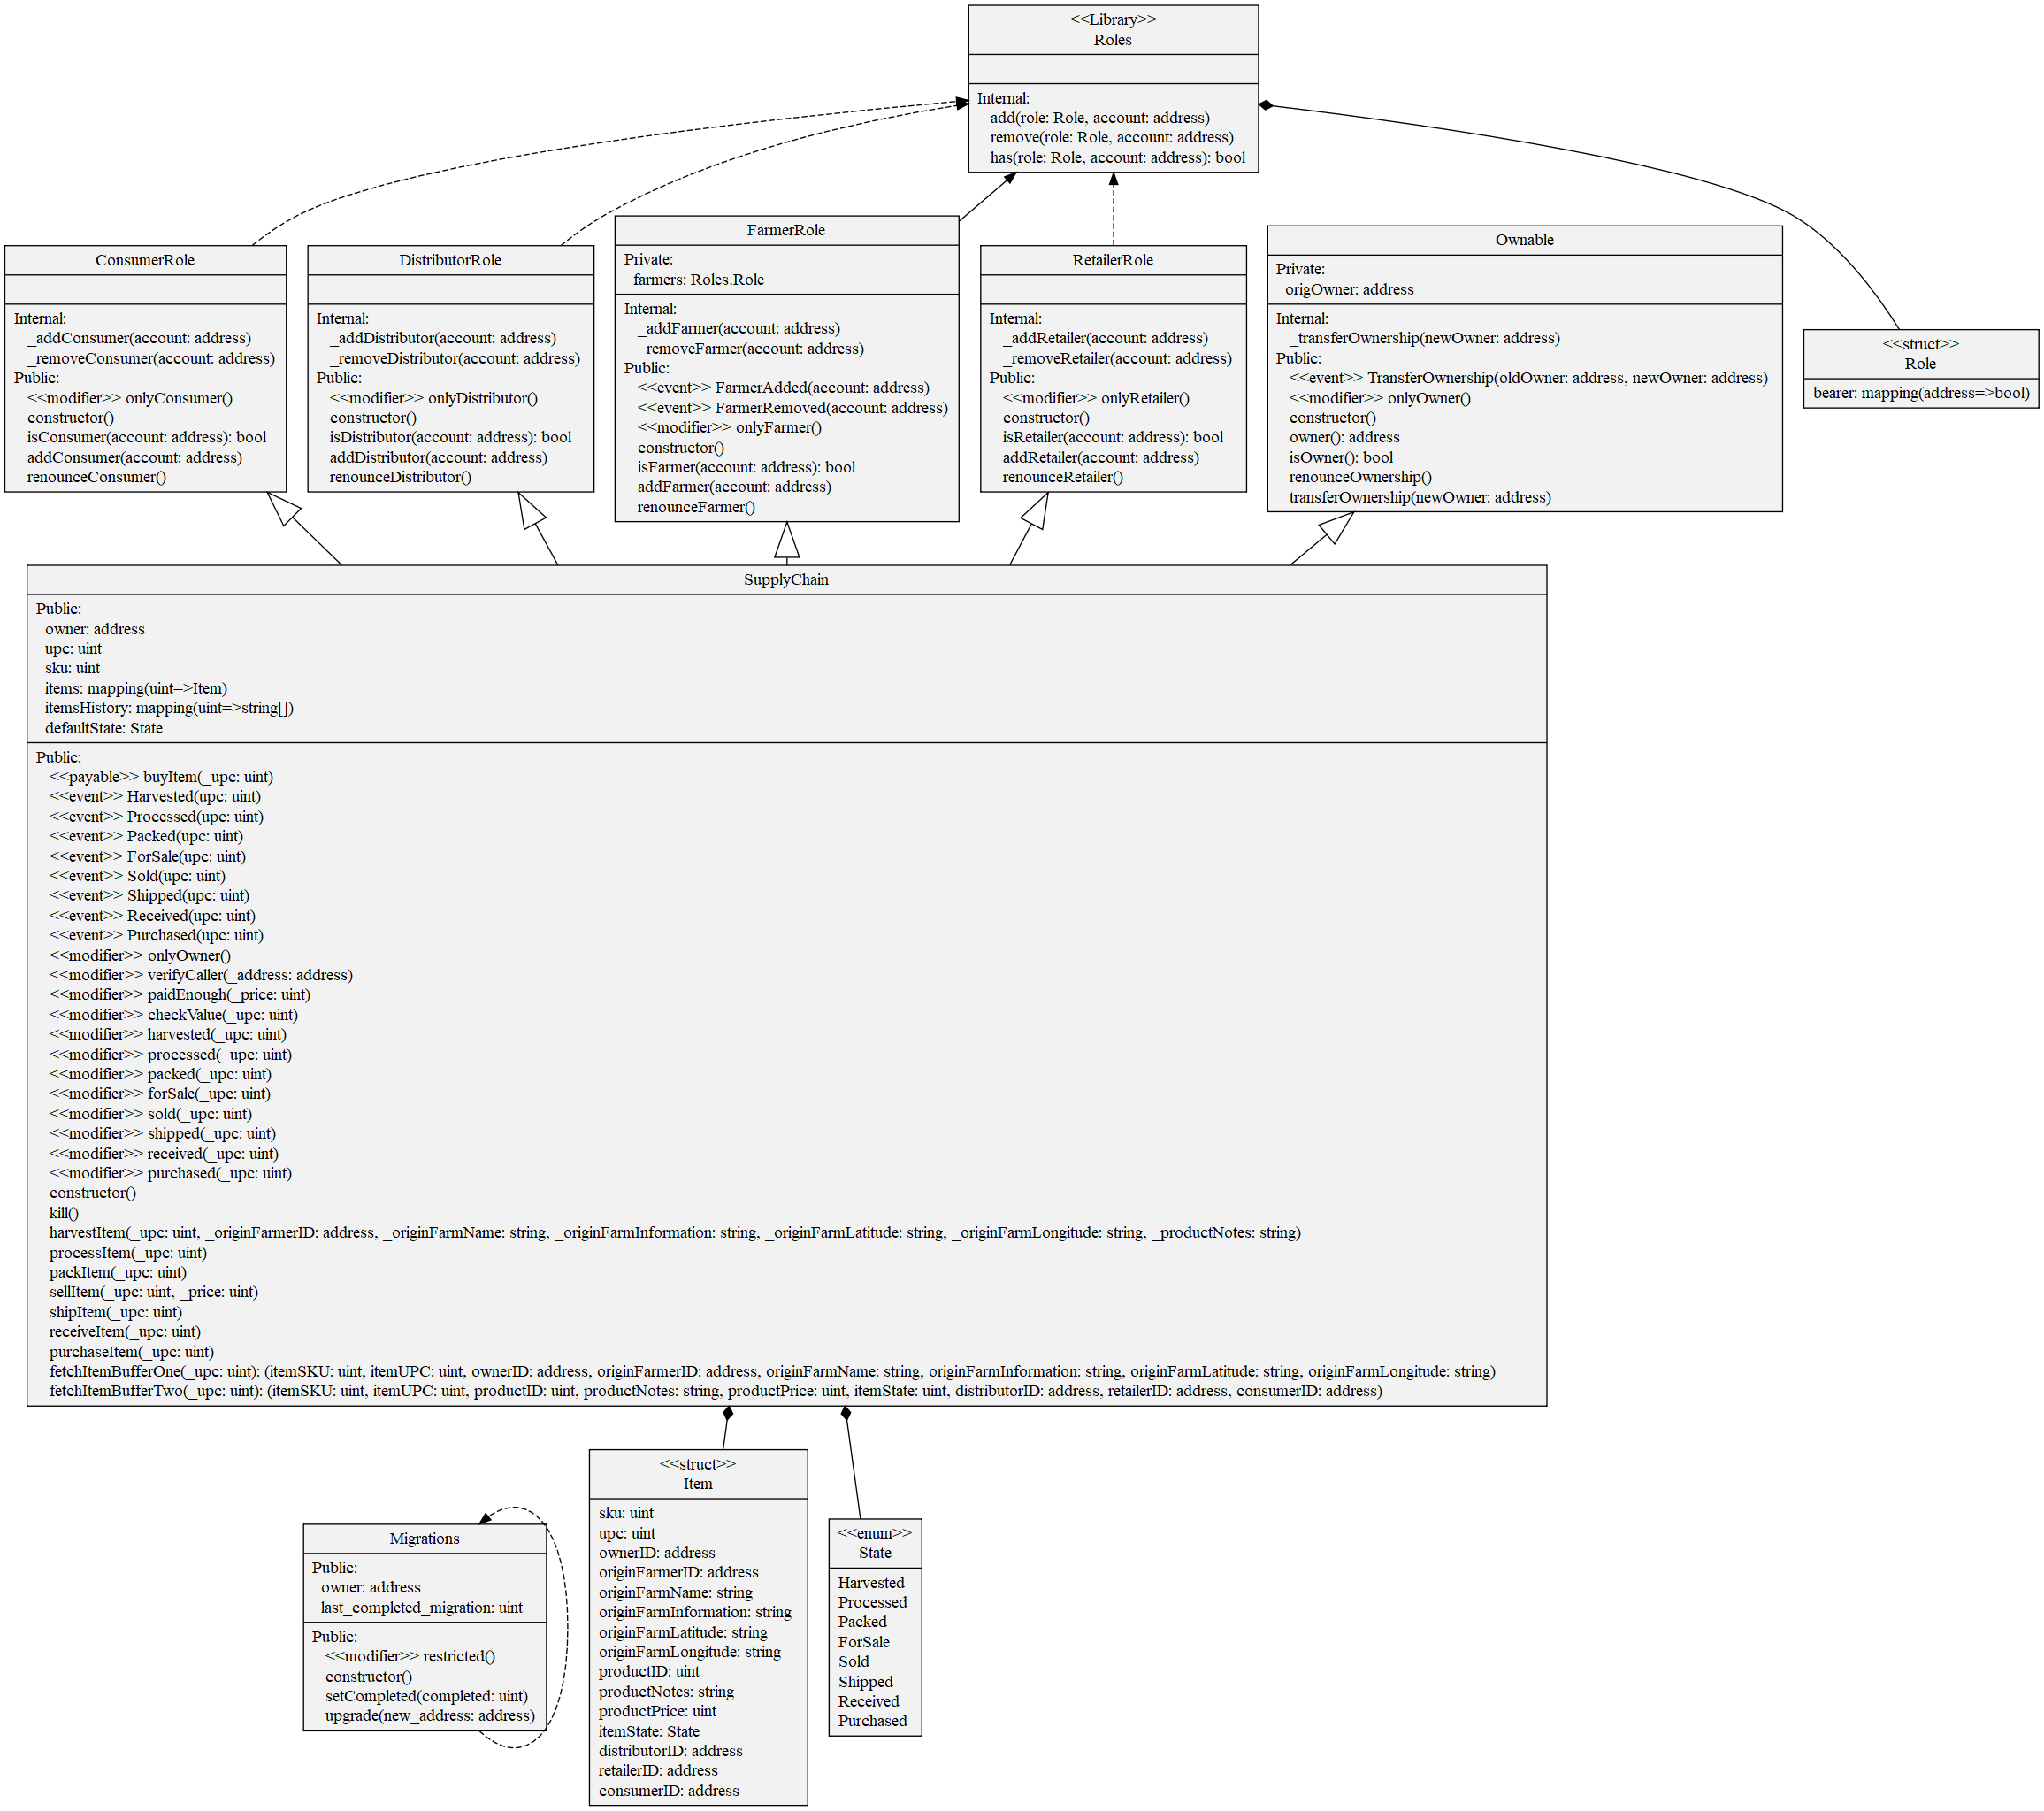 <<Library>>
Roles
Internal:
add(role: Role, account: address)
remove(role: Role, account: address)
has(role: Role, account: address): bool
ConsumerRole
Internal:
_addConsumer(account: address)
_removeConsumer(account: address)
Public:
<<modifier>> onlyConsumer()
constructor()
isConsumer(account: address): bool
addConsumer(account: address)
renounceConsumer()
DistributorRole
Internal:
_addDistributor(account: address)
_removeDistributor(account: address)
Public:
<<modifier>> onlyDistributor()
constructor()
isDistributor(account: address): bool
addDistributor(account: address)
renounceDistributor()
FarmerRole
Private:
farmers: Roles.Role
Internal:
_addFarmer(account: address)
_removeFarmer(account: address)
Public:
<<event>> FarmerAdded(account: address)
<<event>> FarmerRemoved(account: address)
<<modifier>> onlyFarmer()
constructor()
isFarmer(account: address): bool
addFarmer(account: address)
renounceFarmer()
RetailerRole
Internal:
_addRetailer(account: address)
_removeRetailer(account: address)
Public:
<<modifier>> onlyRetailer()
constructor()
isRetailer(account: address): bool
addRetailer(account: address)
renounceRetailer()
Ownable
Private:
origOwner: address
Internal:
_transferOwnership(newOwner: address)
Public:
<<event>> TransferOwnership(oldOwner: address, newOwner: address)
<<modifier>> onlyOwner()
constructor()
owner(): address
isOwner(): bool
renounceOwnership()
transferOwnership(newOwner: address)
<<struct>>
Role
bearer: mapping(address=>bool)
SupplyChain
Public:
owner: address
upc: uint
sku: uint
items: mapping(uint=>Item)
itemsHistory: mapping(uint=>string[])
defaultState: State
Public:
<<payable>> buyItem(_upc: uint)
<<event>> Harvested(upc: uint)
<<event>> Processed(upc: uint)
<<event>> Packed(upc: uint)
<<event>> ForSale(upc: uint)
<<event>> Sold(upc: uint)
<<event>> Shipped(upc: uint)
<<event>> Received(upc: uint)
<<event>> Purchased(upc: uint)
<<modifier>> onlyOwner()
<<modifier>> verifyCaller(_address: address)
<<modifier>> paidEnough(_price: uint)
<<modifier>> checkValue(_upc: uint)
<<modifier>> harvested(_upc: uint)
<<modifier>> processed(_upc: uint)
<<modifier>> packed(_upc: uint)
<<modifier>> forSale(_upc: uint)
<<modifier>> sold(_upc: uint)
<<modifier>> shipped(_upc: uint)
<<modifier>> received(_upc: uint)
<<modifier>> purchased(_upc: uint)
constructor()
kill()
harvestItem(_upc: uint, _originFarmerID: address, _originFarmName: string, _originFarmInformation: string, _originFarmLatitude: string, _originFarmLongitude: string, _productNotes: string)
processItem(_upc: uint)
packItem(_upc: uint)
sellItem(_upc: uint, _price: uint)
shipItem(_upc: uint)
receiveItem(_upc: uint)
purchaseItem(_upc: uint)
fetchItemBufferOne(_upc: uint): (itemSKU: uint, itemUPC: uint, ownerID: address, originFarmerID: address, originFarmName: string, originFarmInformation: string, originFarmLatitude: string, originFarmLongitude: string)
fetchItemBufferTwo(_upc: uint): (itemSKU: uint, itemUPC: uint, productID: uint, productNotes: string, productPrice: uint, itemState: uint, distributorID: address, retailerID: address, consumerID: address)
Migrations
Public:
owner: address
last_completed_migration: uint
Public:
<<modifier>> restricted()
constructor()
setCompleted(completed: uint)
upgrade(new_address: address)
<<struct>>
Item
sku: uint
upc: uint
ownerID: address
originFarmerID: address
originFarmName: string
originFarmInformation: string
originFarmLatitude: string
originFarmLongitude: string
productID: uint
productNotes: string
productPrice: uint
itemState: State
distributorID: address
retailerID: address
consumerID: address
<<enum>>
State
Harvested
Processed
Packed
ForSale
Sold
Shipped
Received
Purchased